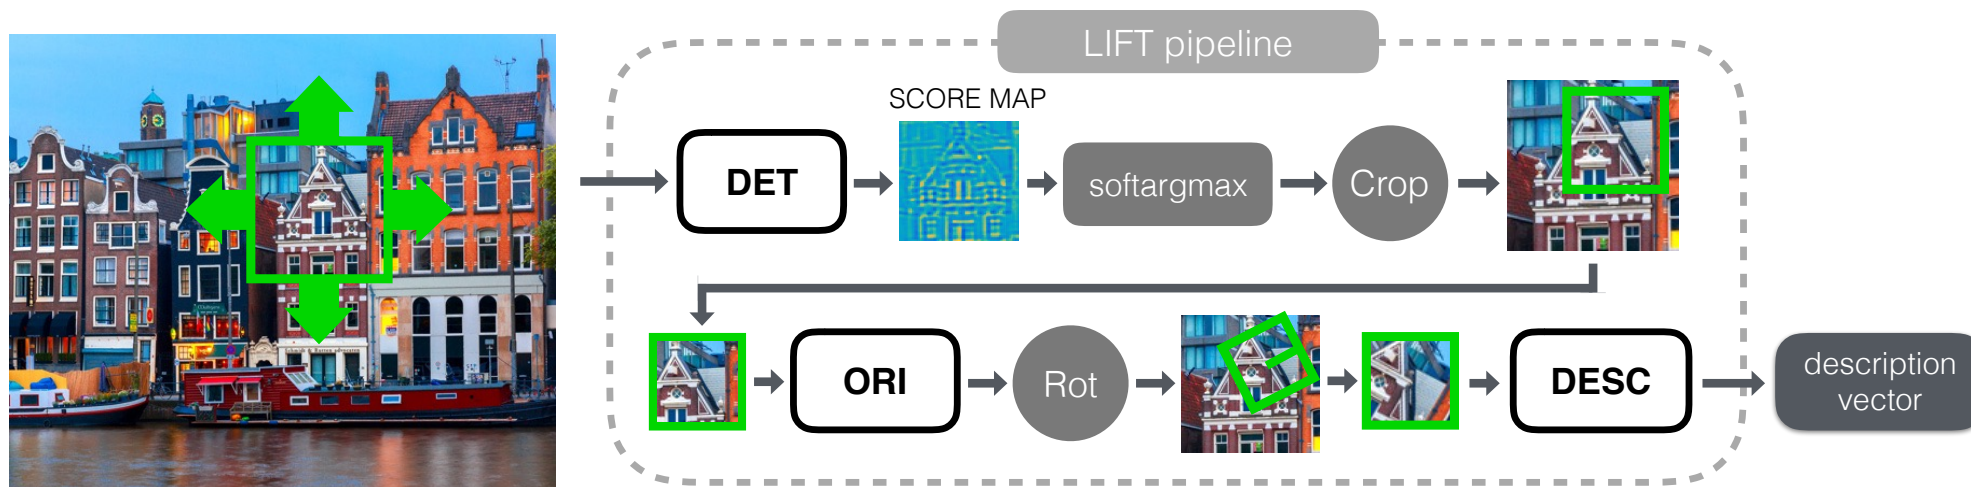 LIFT pipeline
SCORE MAP
DET
softargmax
Crop
ORI
Rot
DESC
description
vector